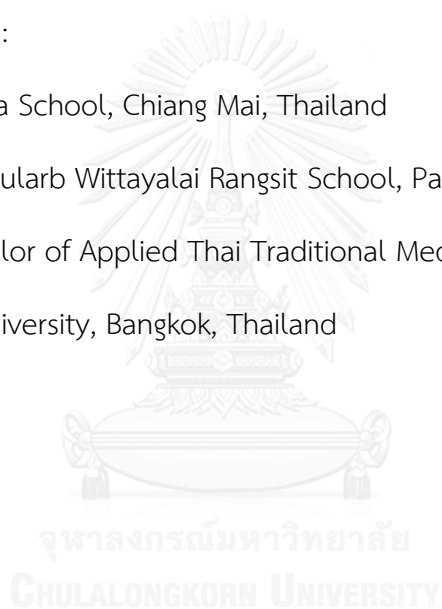 :
a School, Chiang Mai, Thailand
ularb Wittayalai Rangsit School, Pa
lor of Applied Thai Traditional Med
iversity, Bangkok, Thailand
จุฬาลงกรณ์มหาวิทยาลัย
CHULALONGKORN UNIVERSITY